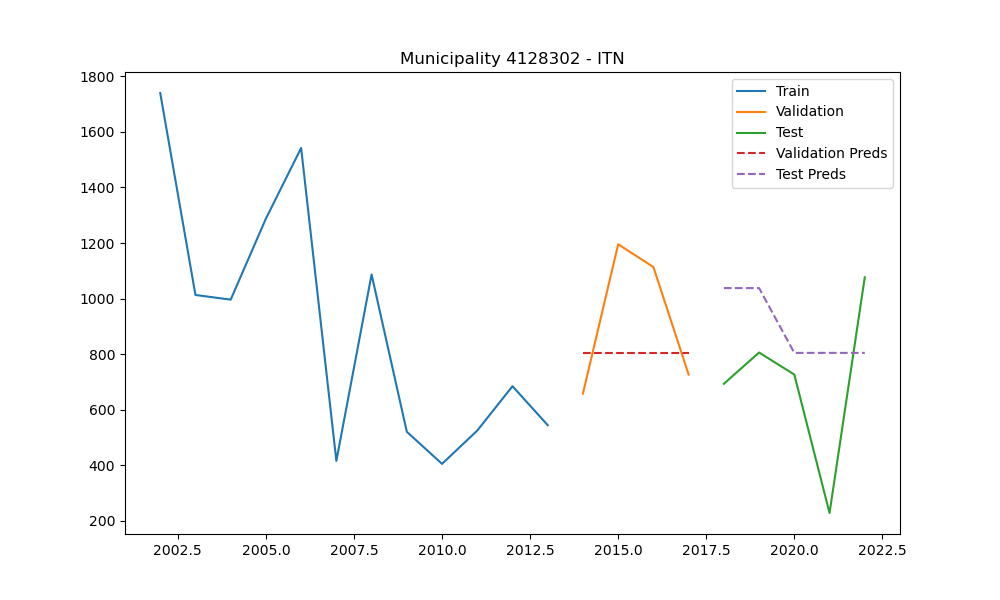 Municipality 4128302 - ITN
1800
1600
1400
1200
1000
800
600
400
200
2002.5 2005.0 2007.5 2010.0 2012.5 2015.0 2017.5 2020.0 2022.5
Train
Validation
Test
Validation Preds
Test Preds